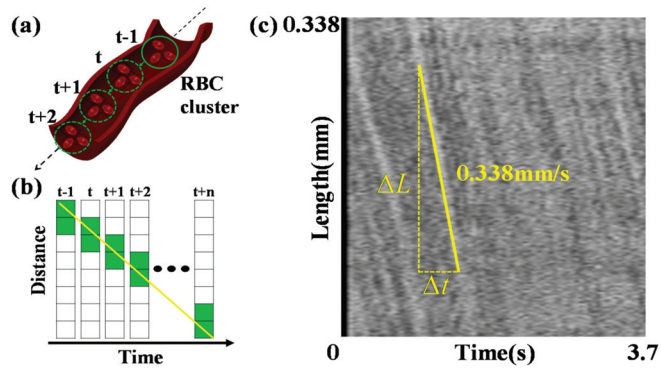 (a)
t-1
t
t+1
t+2
RBC
cluster
(b)
t-1 t t+1 t+2 t+n
Distance
Time
(c)
0.338
Length(mm)
ΔL
0.338mm/s
Δt
0 Time(s) 3.7